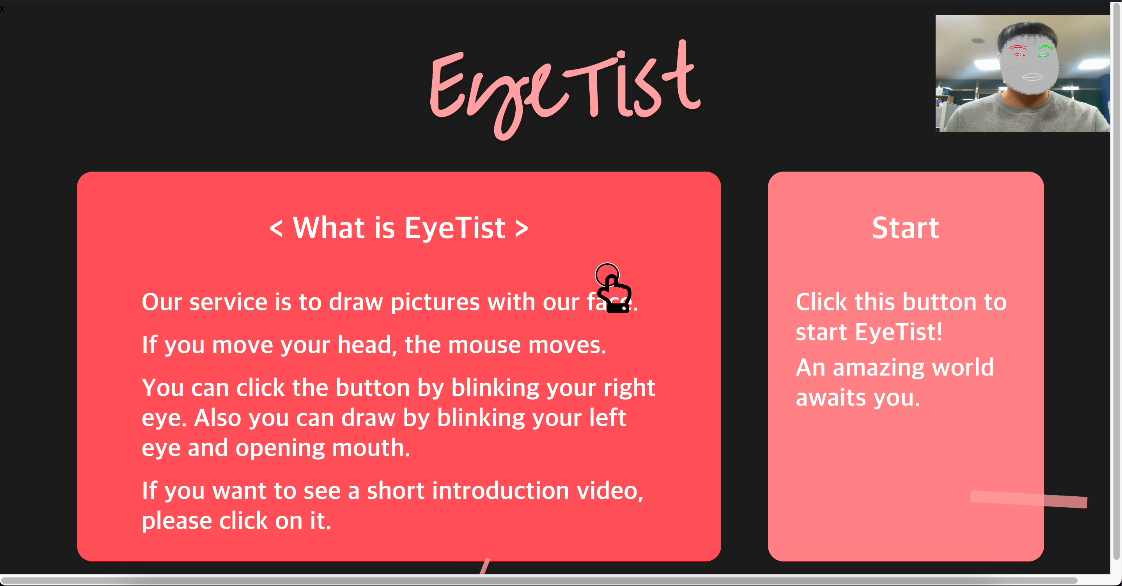 EyeTist
< What is EyeTist >
Our service is to draw pictures with our face.
If you move your head, the mouse moves.
You can click the button by blinking your right
eye. Also you can draw by blinking your left
eye and opening mouth.
If you want to see a short introduction video,
please click on it.
Start
Click this button to
start EyeTist!
An amazing world
awaits you.